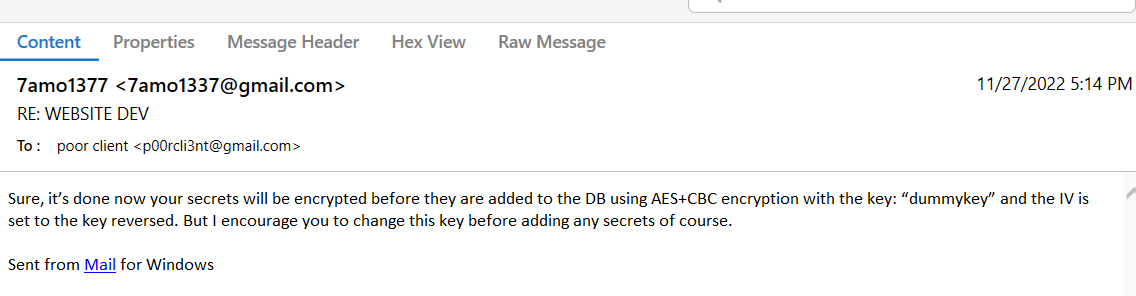 Content Properties Message Header Hex View Raw Message
7amo1377 <7amo1337@gmail.com> 11/27/2022 5:14 PM
RE: WEBSITE DEV
To : poor client <p00rcli3nt@gmail.com>
Sure, it’s done now your secrets will be encrypted before they are added to the DB using AES+CBC encryption with the key: “dummykey” and the IV is
set to the key reversed. But I encourage you to change this key before adding any secrets of course.
Sent from Mail for Windows